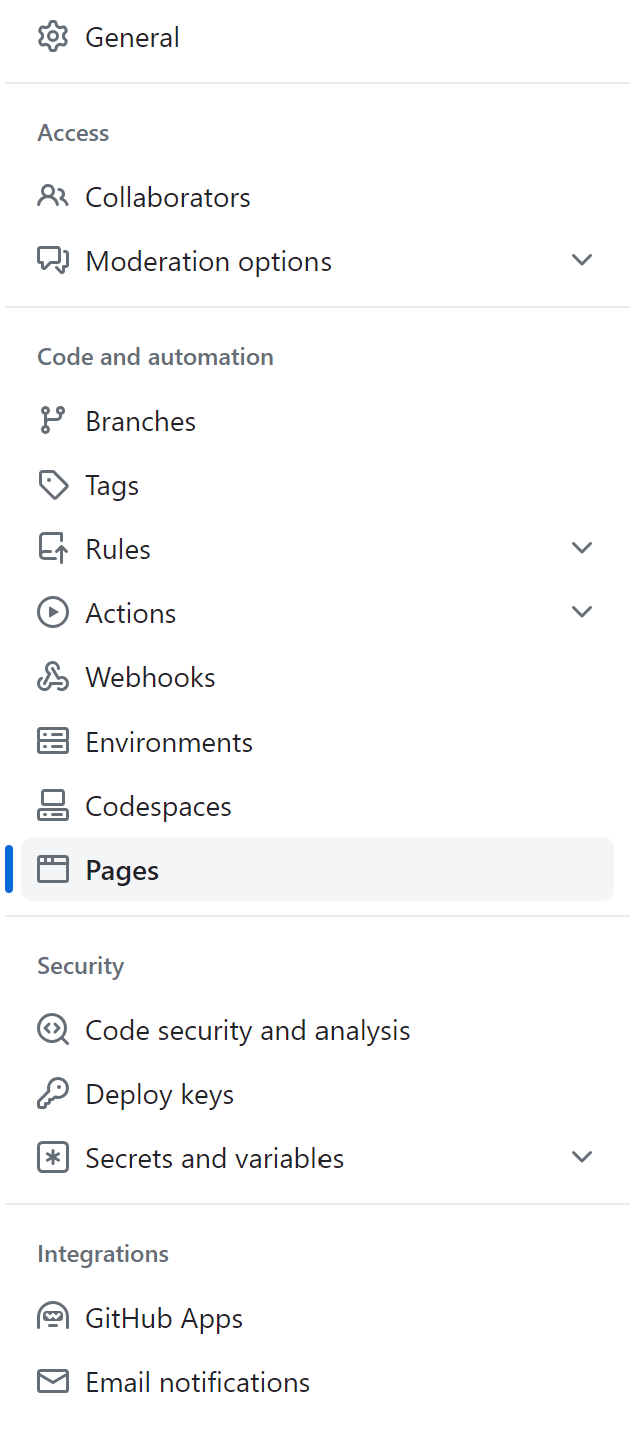 General
Access
Collaborators
Moderation options
Code and automation
Branches
Tags
Rules
Actions
Webhooks
Environments
Codespaces
Pages
Security
Code security and analysis
Deploy keys
Secrets and variables
Integrations
GitHub Apps
Email notifications